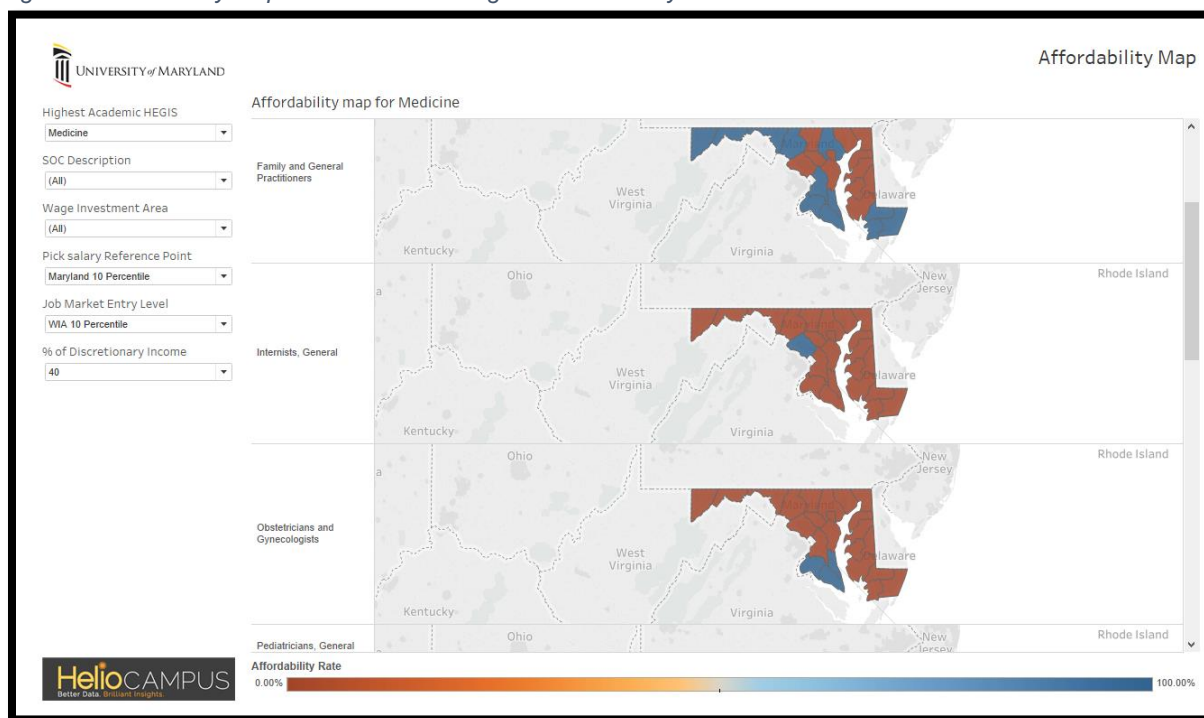 UNIVERSITY of MARYLAND
Affordability Map
Highest Academic HEGIS
Medicine
SOC Description
(All)
Wage Investment Area
(All)
Pick salary Reference Point
Maryland 10 Percentile
Job Market Entry Level
WIA 10 Percentile
% of Discretionary Income
40
Affordability map for Medicine
Family and General
Practitioners
Maryland
West
Virginia
Delaware
Kentucky
Virginia
Internists, General
a
Ohio
New
Jersey
Rhode Island
Maryland
West
Virginia
Delaware
Kentucky
Virginia
Obstetricians and
Gynecologists
a
Ohio
New
Jersey
Rhode Island
Maryland
West
Virginia
Delaware
Kentucky
Virginia
Pediatricians, General
Ohio
New
Jersey
Rhode Island
HelioCAMPUS
Better Data. Brilliant Insights.
Affordability Rate
0.00%
100.00%